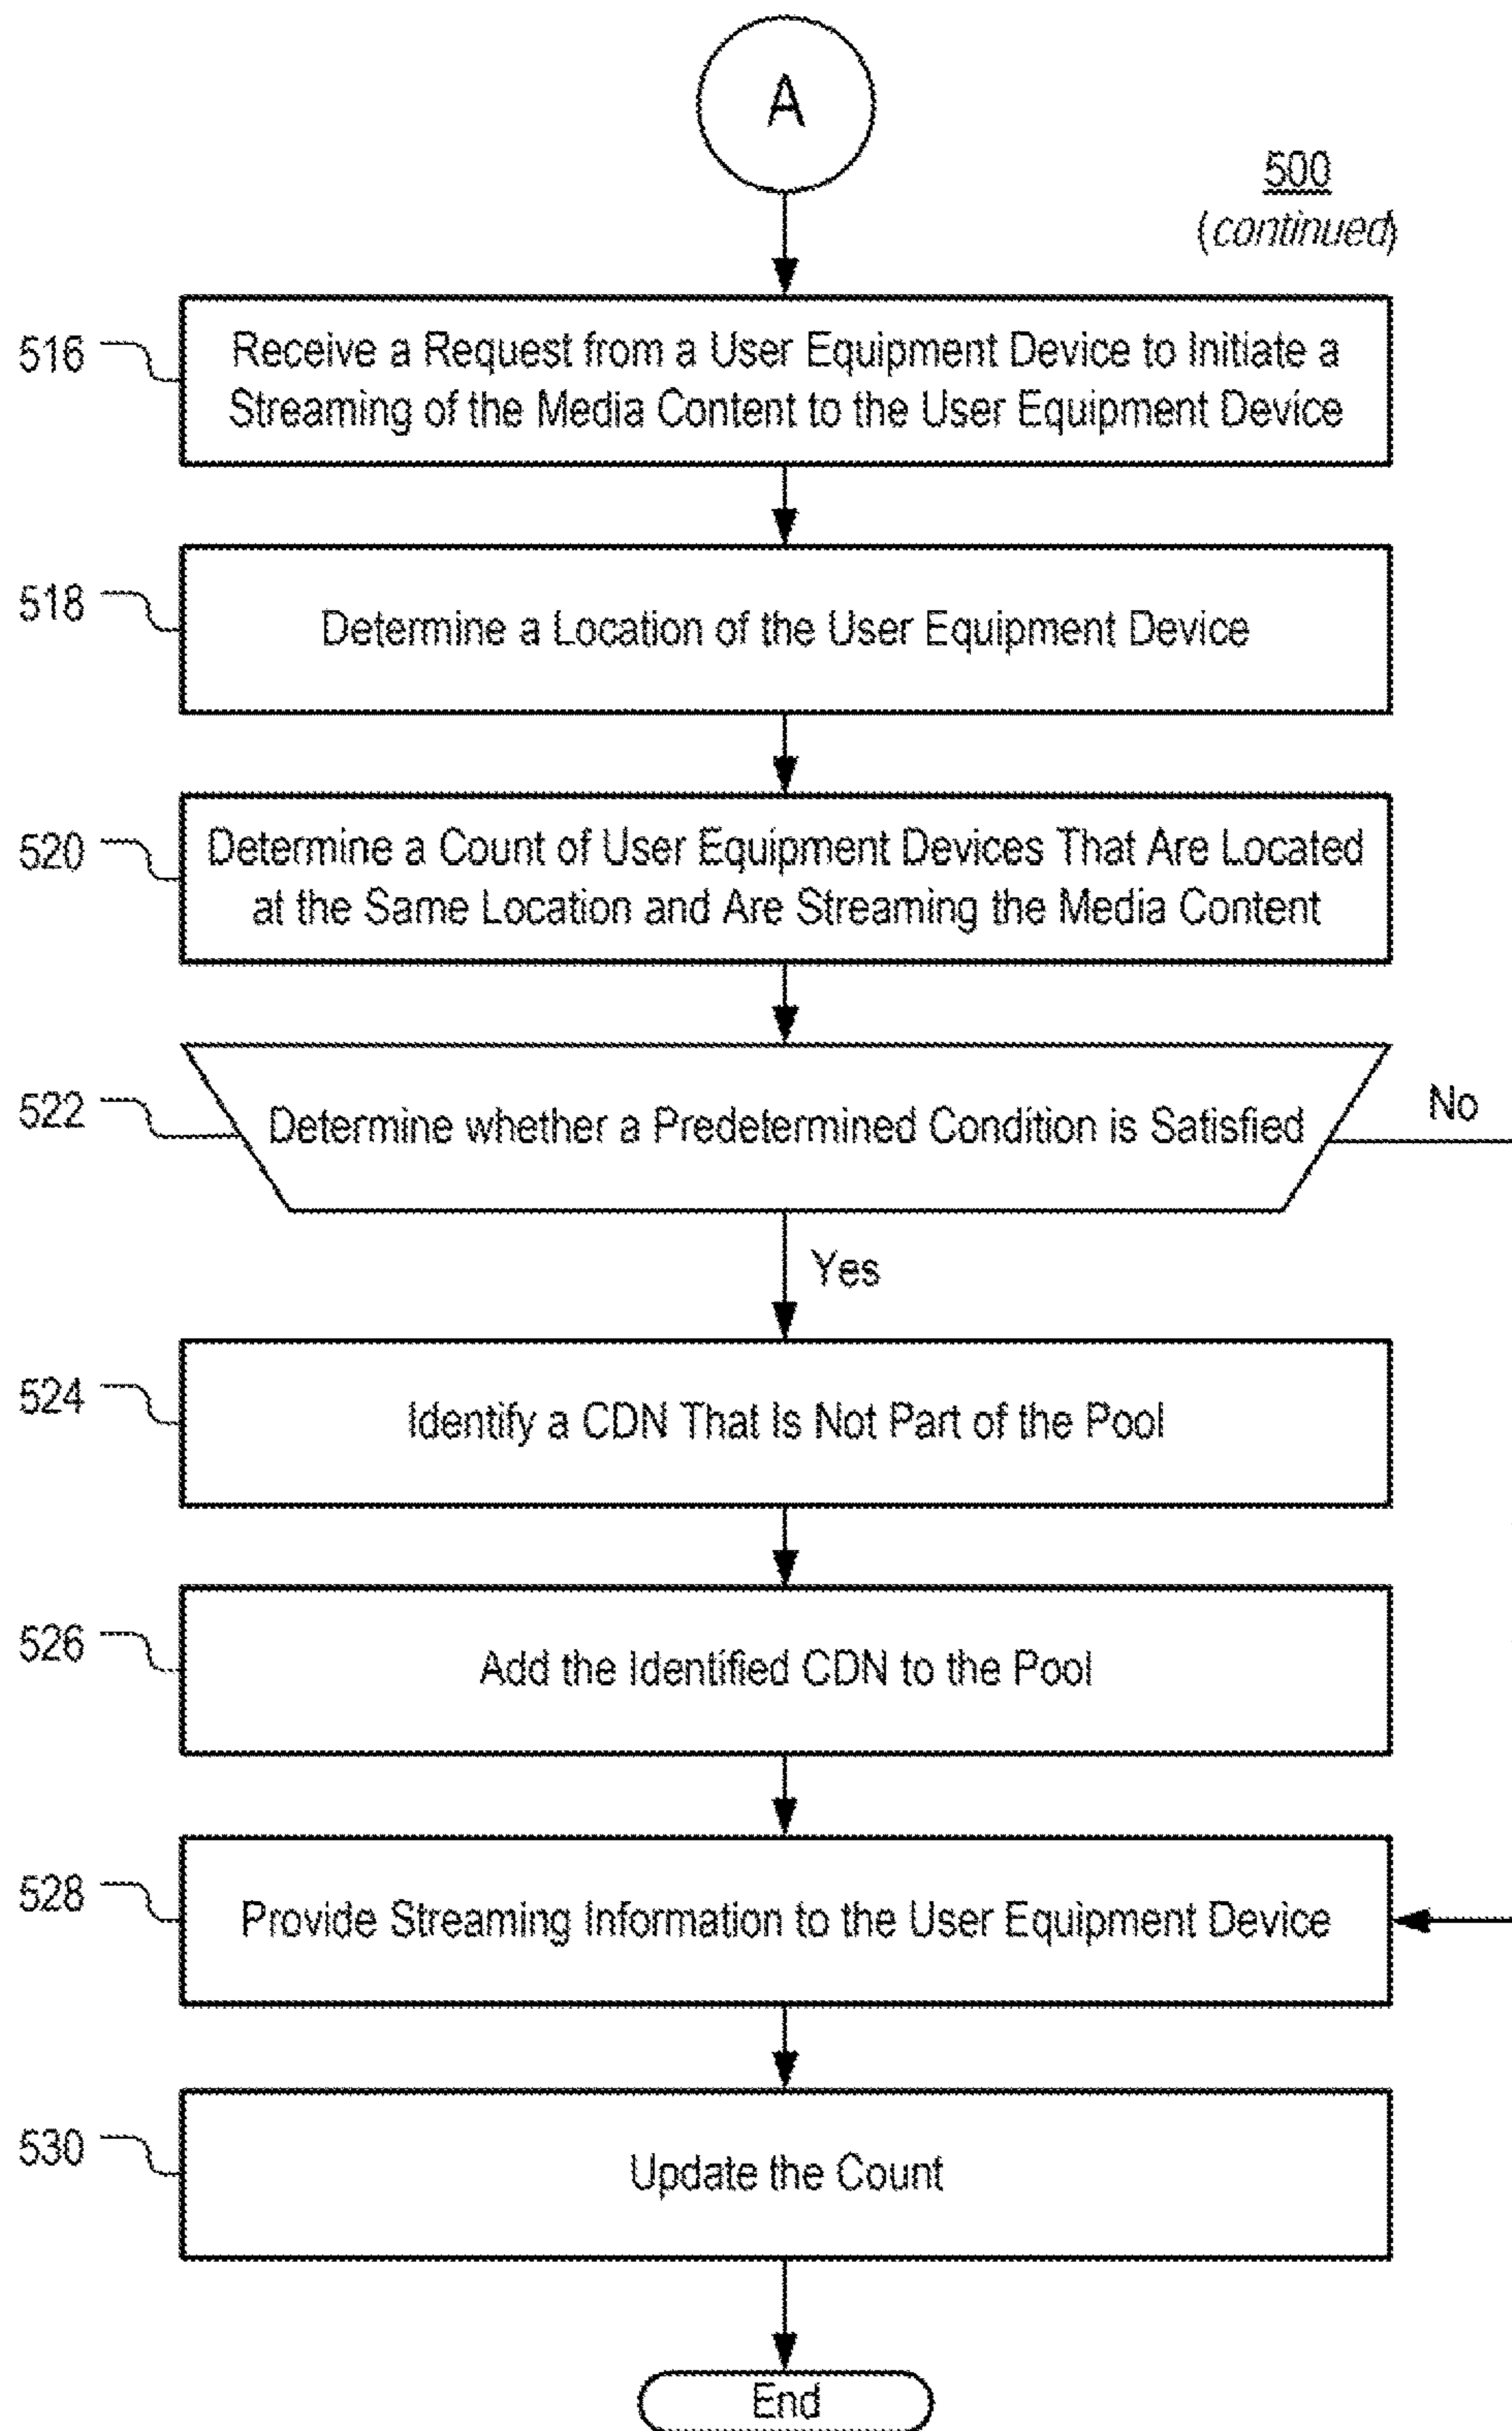 A
500
(continued)
516
Receive a Request from a User Equipment Device to Initiate a
Streaming of the Media Content to the User Equipment Device
518
Determine a Location of the User Equipment Device
520
Determine a Count of User Equipment Devices That Are Located
at the Same Location and Are Streaming the Media Content
522
Determine whether a Predetermined Condition is Satisfied
No
Yes
524
Identify a CDN That Is Not Part of the Pool
526
Add the Identified CDN to the Pool
528
Provide Streaming Information to the User Equipment Device
530
Update the Count
End